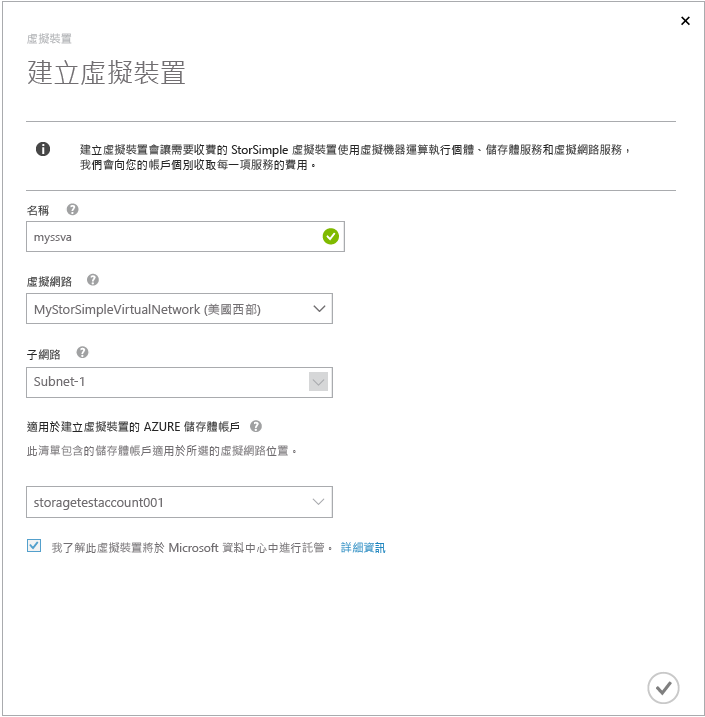 虛擬裝置
建立虛擬裝置
建立虛擬裝置會讓需要收費的 StorSimple 虛擬裝置使用虛擬機器運算執行個體、儲存體服務和虛擬網路服務，
我們會向您的帳戶個別收取每一項服務的費用。
名稱
myssva
虛擬網路
MyStorSimpleVirtualNetwork (美國西部)
子網路
Subnet-1
適用於建立虛擬裝置的 AZURE 儲存體帳戶
此清單包含的儲存體帳戶適用於所選的虛擬網路位置。
storagetestaccount001
我了解此虛擬裝置將於 Microsoft 資料中心中進行託管。 詳細資訊